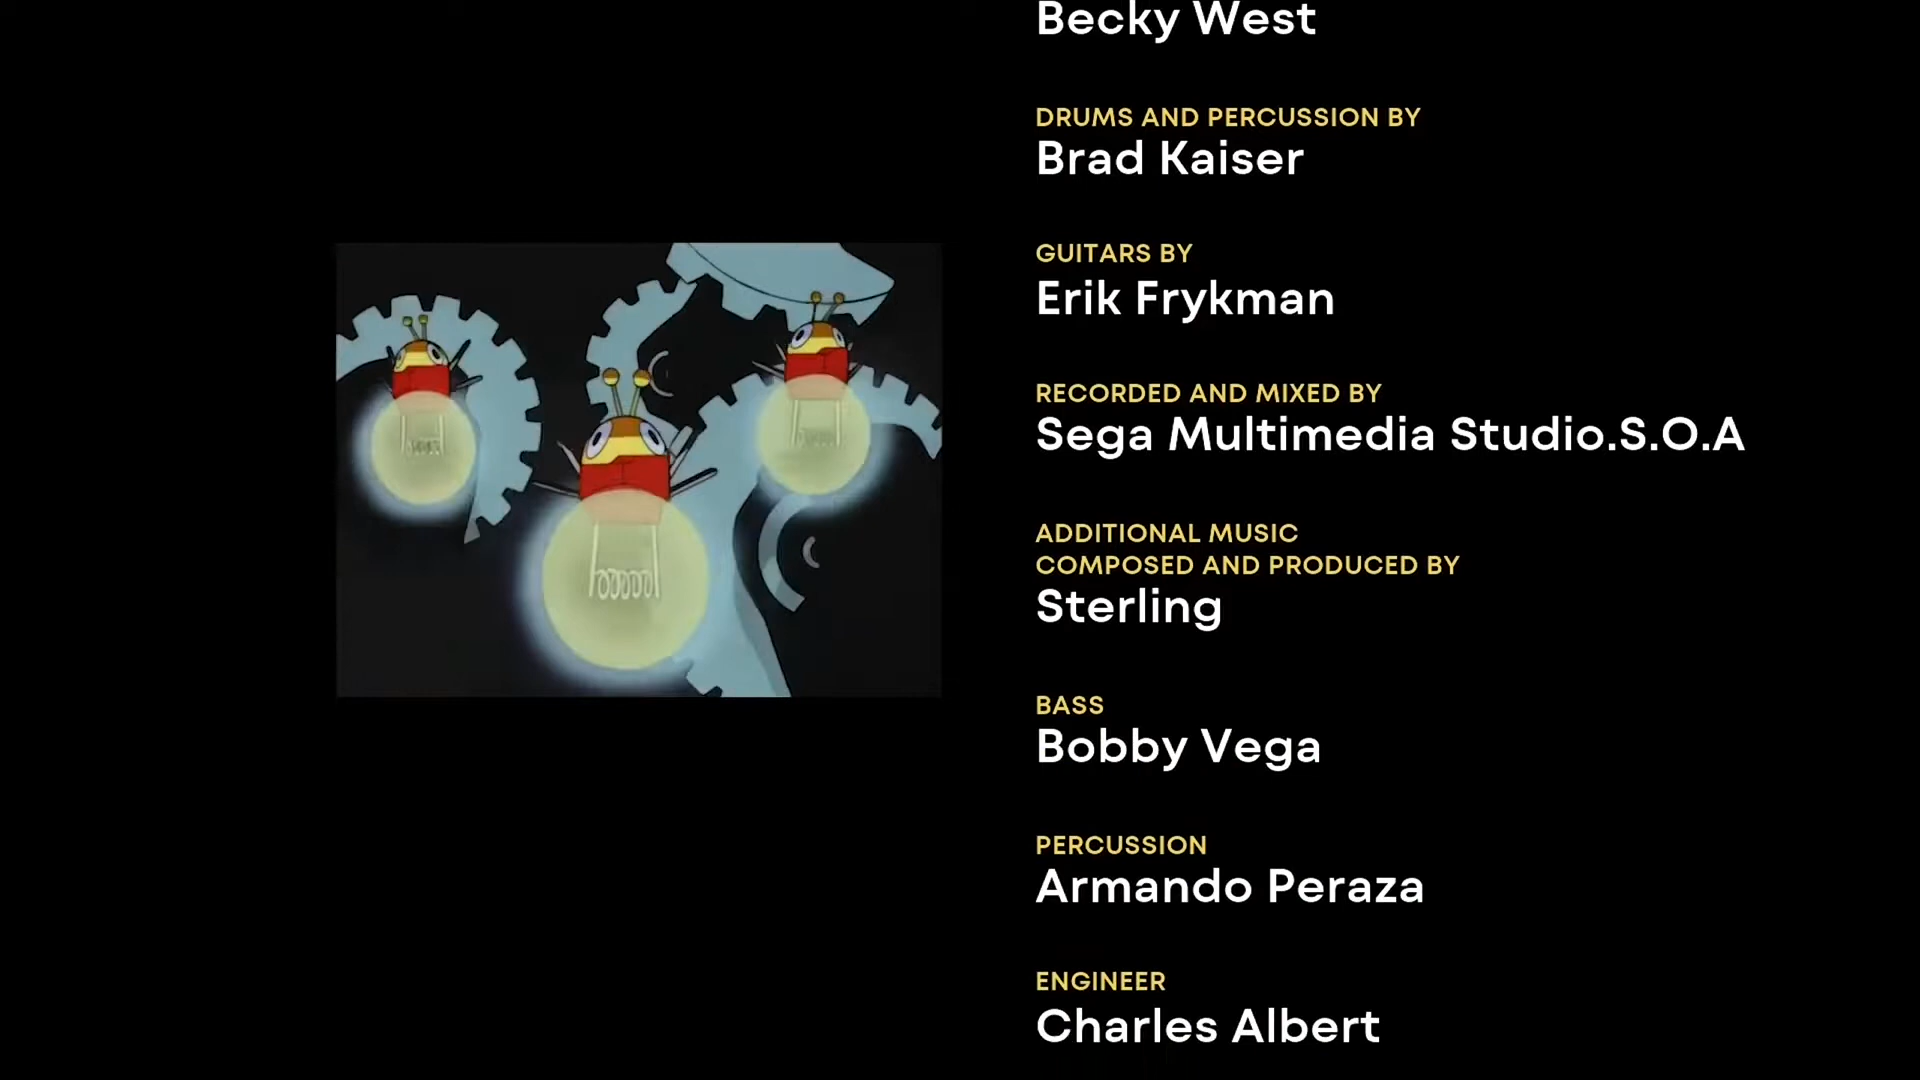 Becky West
DRUMS AND PERCUSSION BY
Brad Kaiser
GUITARS BY
Erik Frykman
RECORDED AND MIXED BY
Sega Multimedia Studio.S.O.A
ADDITIONAL MUSIC
COMPOSED AND PRODUCED BY
Sterling
BASS
Bobby Vega
PERCUSSION
Armando Peraza
ENGINEER
Charles Albert